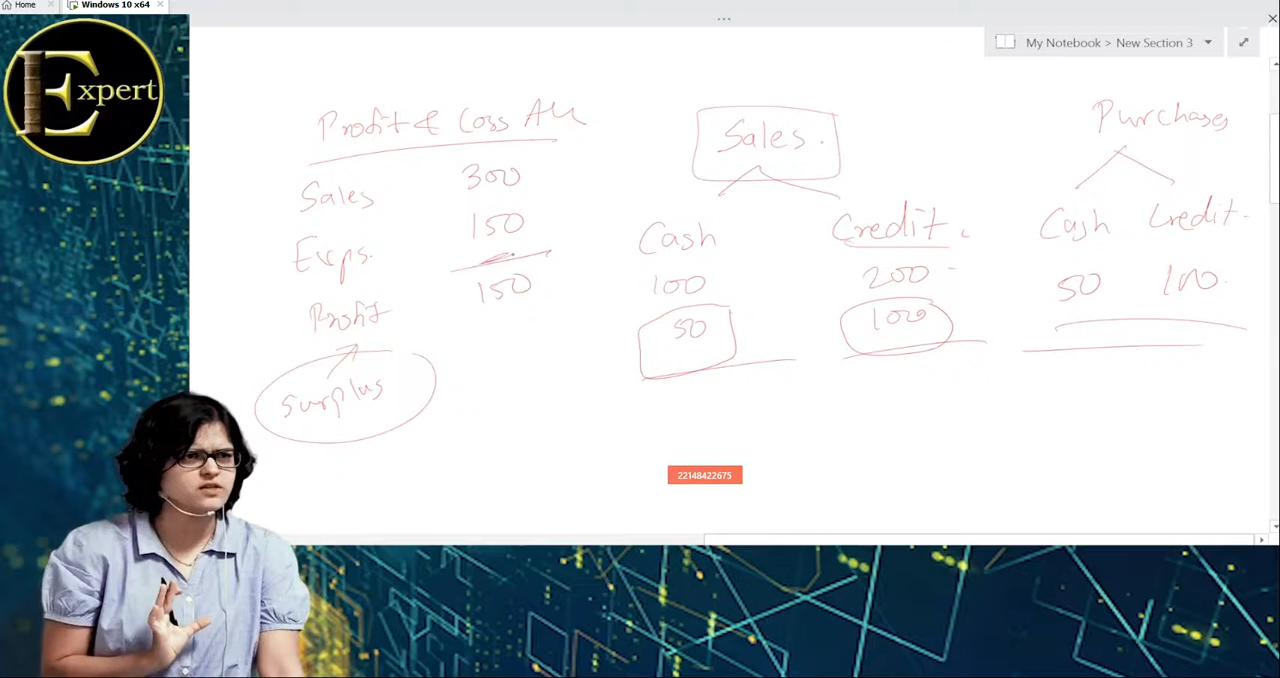 Home
Windows 10 x64
Expert
My Notebook > New Section 3
Profit & Loss A/c
Sales 300
Exps. 150
150
Profit
Surplus
Sales.
Cash Credit
100 200
50 100
Purchases
Cash Credit
50 100
22148422675